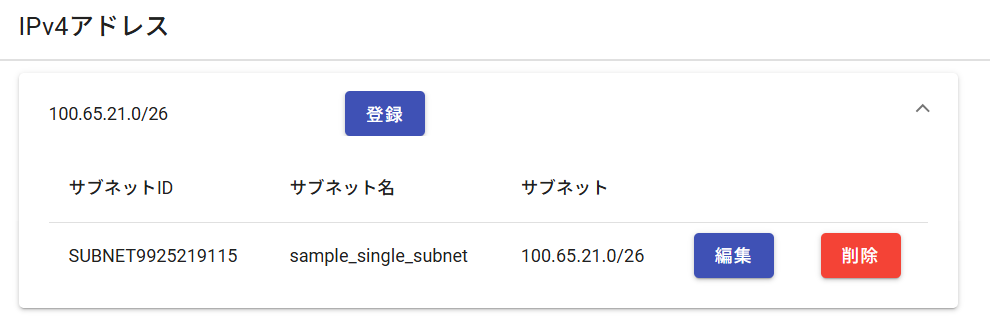 IPv4アドレス
100.65.21.0/26 登録
サブネットID サブネット名 サブネット
SUBNET9925219115 sample_single_subnet 100.65.21.0/26 編集 削除